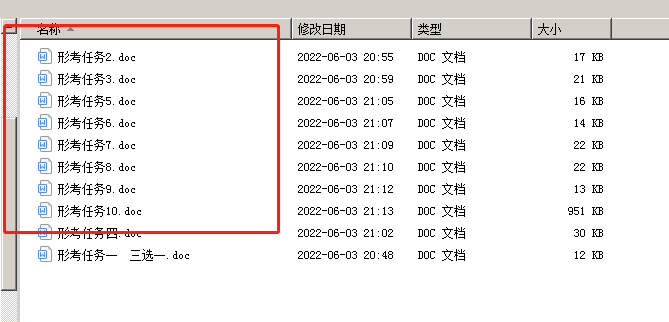 名称 修改日期 类型 大小
形考任务2.doc 2022-06-03 20:55 DOC 文档 17 KB
形考任务3.doc 2022-06-03 20:59 DOC 文档 21 KB
形考任务5.doc 2022-06-03 21:05 DOC 文档 16 KB
形考任务6.doc 2022-06-03 21:07 DOC 文档 14 KB
形考任务7.doc 2022-06-03 21:09 DOC 文档 22 KB
形考任务8.doc 2022-06-03 21:10 DOC 文档 22 KB
形考任务9.doc 2022-06-03 21:12 DOC 文档 13 KB
形考任务10.doc 2022-06-03 21:13 DOC 文档 951 KB
形考任务四.doc 2022-06-03 21:02 DOC 文档 30 KB
形考任务一 三选一.doc 2022-06-03 20:48 DOC 文档 12 KB